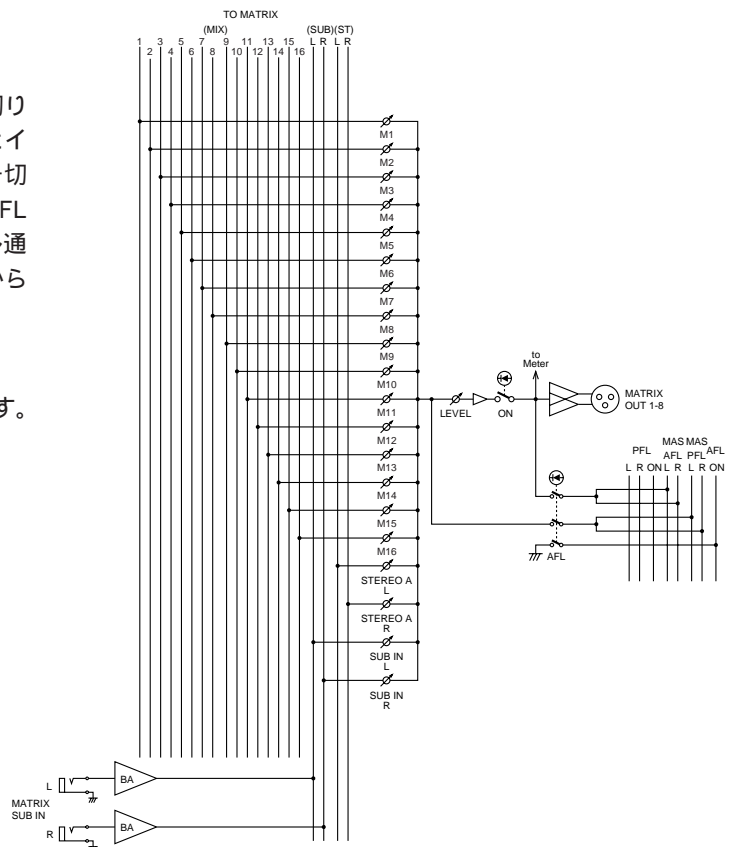 TO MATRIX
(MIX) (SUB)(ST)
1 3 5 7 9 11 13 15 L R L R
2 4 6 8 10 12 14 16
り
イ
切
FL
通
から
す。
M1
M2
M3
M4
M5
M6
M7
M8
M9
M10
M11
M12
M13
M14
M15
M16
STEREO A
L
STEREO A
R
SUB IN
L
SUB IN
R
LEVEL
ON
to
Meter
MATRIX
OUT 1-8
MAS MAS
PFL AFL PFL AFL
L R ON L R L R ON
AFL
MATRIX
SUB IN
L
BA
R
BA